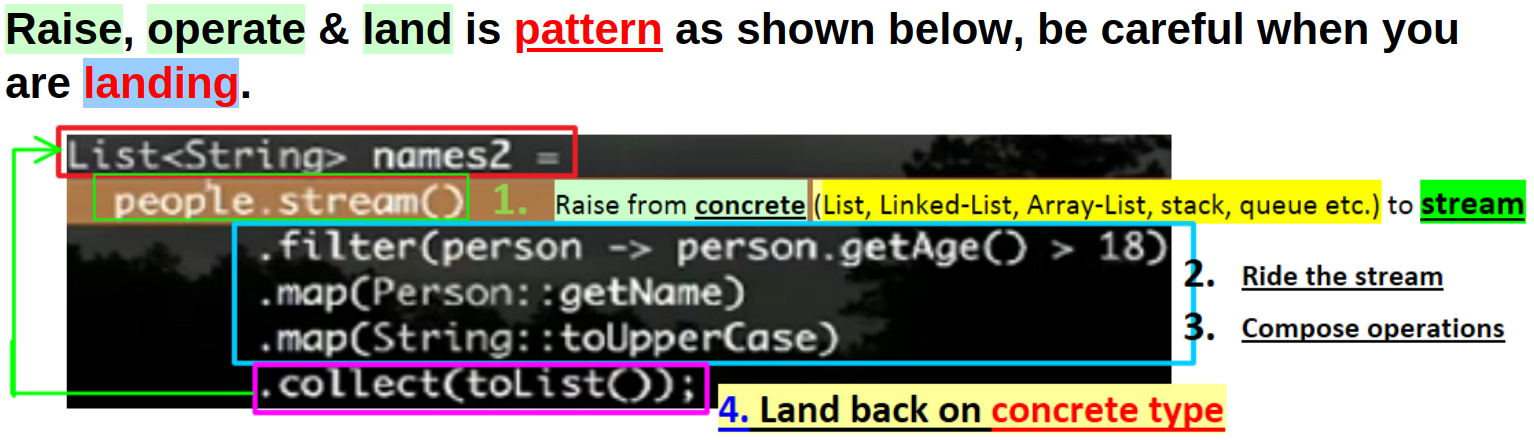 Raise, operate & land is pattern as shown below, be careful when you
are landing.
List<String> names2 =
people.stream() 1. Raise from concrete (List, Linked-List, Array-List, stack, queue etc.) to stream
.filter(person -> person.getAge() > 18)
2. Ride the stream
.map(Person::getName)
3. Compose operations
.map(String::toUpperCase)
.collect(toList());
4. Land back on concrete type